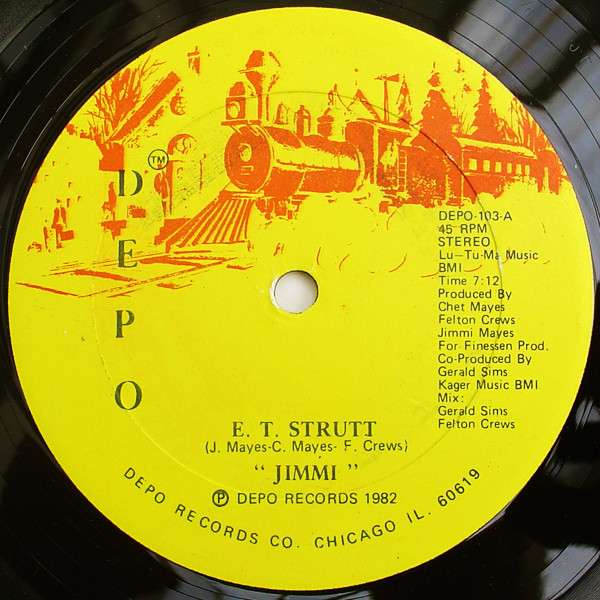 TM
DEPO
DEPO-103-A
45 RPM
STEREO
Lu-Tu-Ma Music
BMI
Time 7:12
Produced By
Chet Mayes
Felton Crews
Jimmi Mayes
For Finessen Prod.
Co-Produced By
Gerald Sims
Kager Music BMI
Mix:
Gerald Sims
Felton Crews
E. T. STRUTT
(J. Mayes-C. Mayes- F. Crews)
" JIMMI "
Ⓟ DEPO RECORDS 1982
DEPO RECORDS CO. CHICAGO IL. 60619